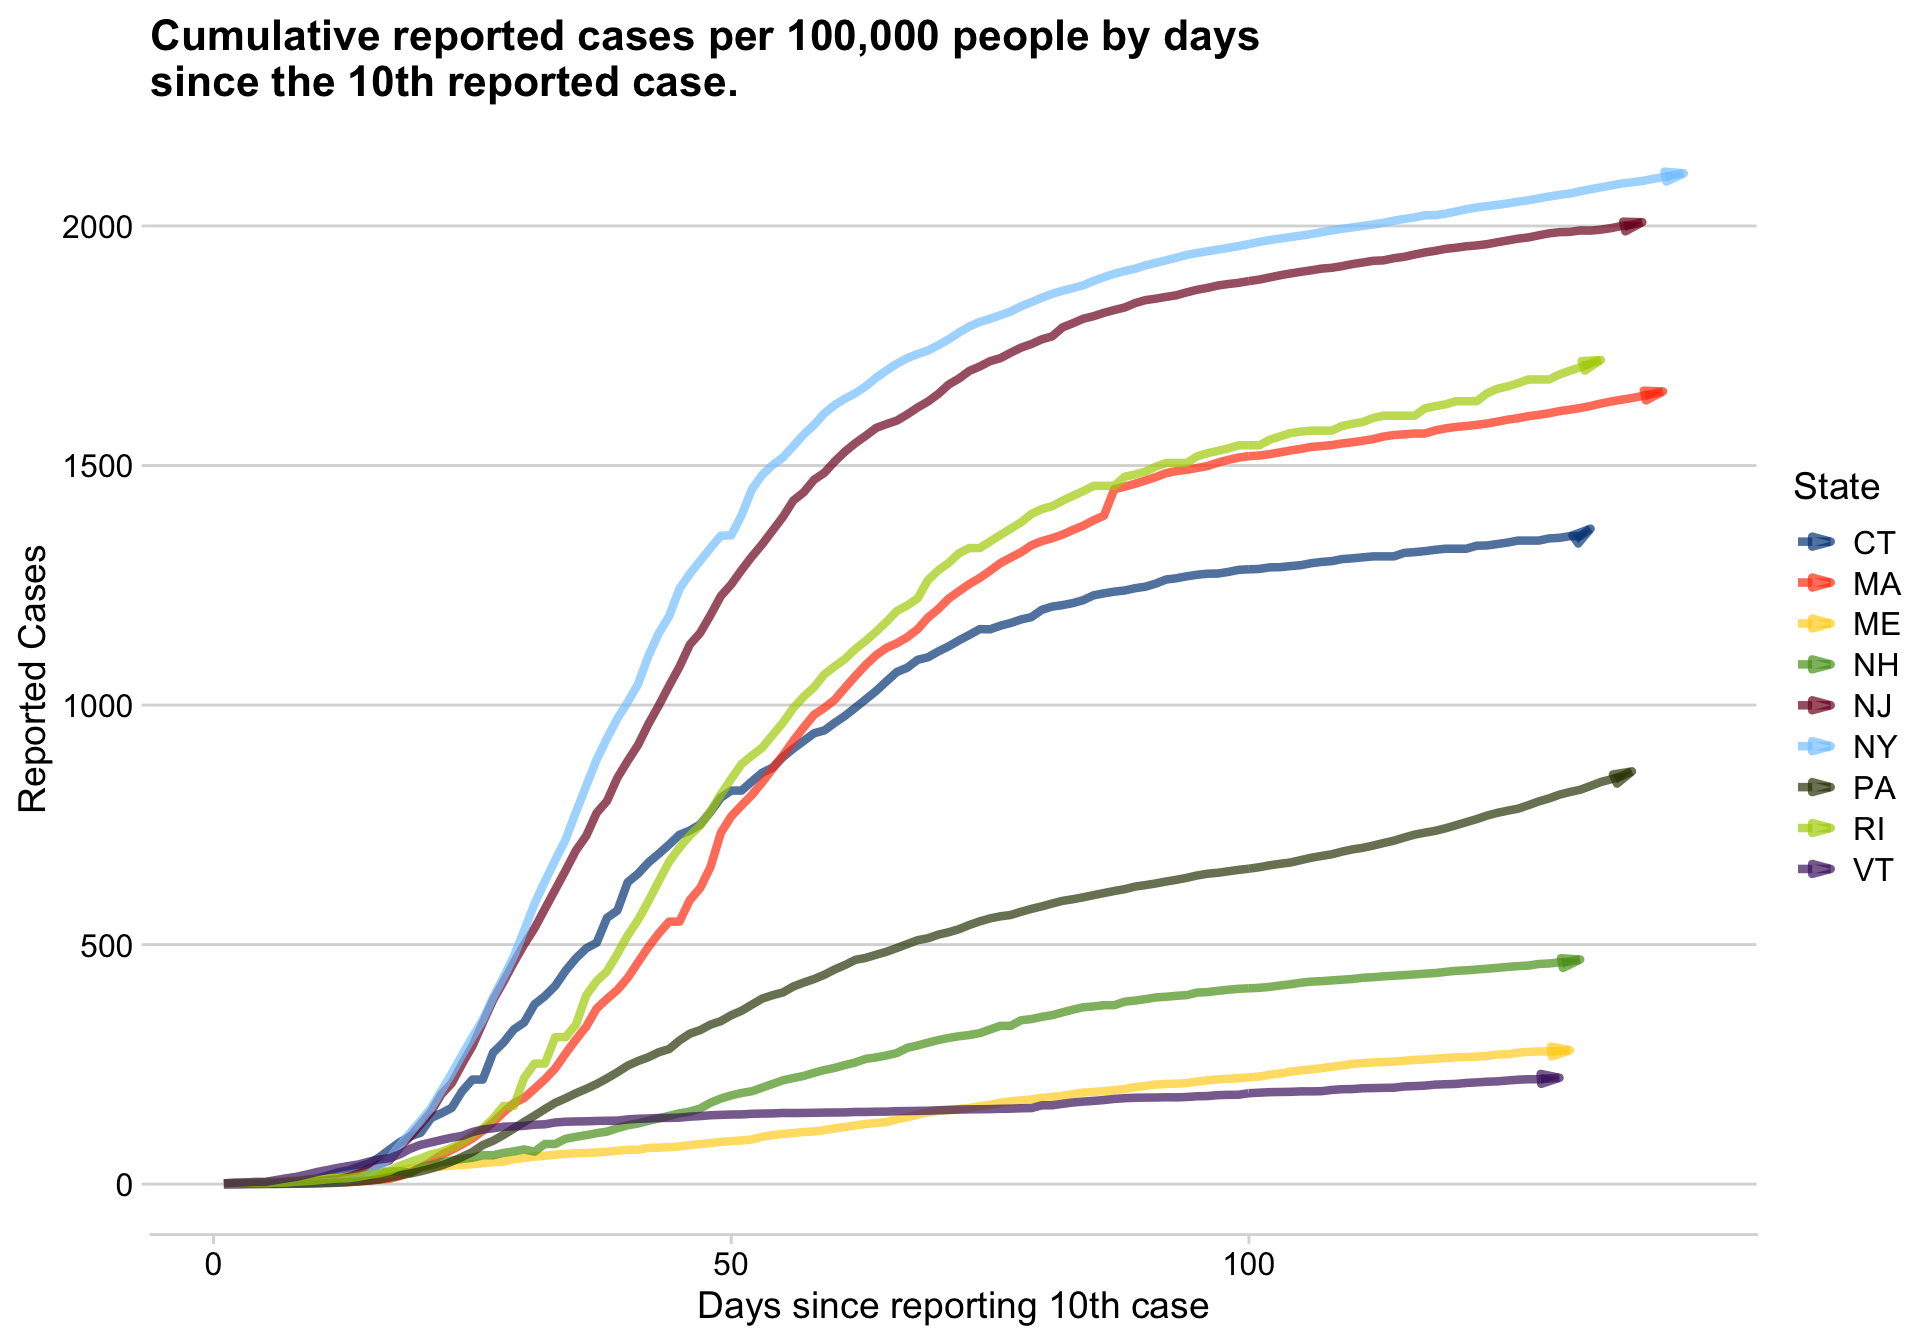 Cumulative reported cases per 100,000 people by days
since the 10th reported case.
Reported Cases
2000
1500
1000
500
0
0
50
100
Days since reporting 10th case
State
CT
MA
ME
NH
NJ
NY
PA
RI
VT